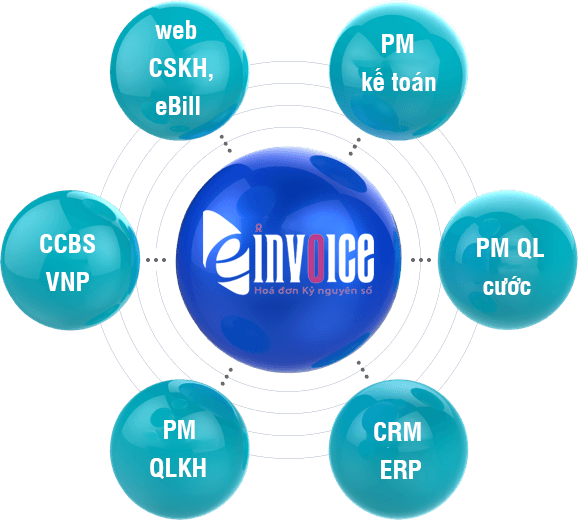 web
CSKH,
eBill
PM
kế toán
CCBS
VNP
einvoice
Hoá đơn Kỷ nguyên số
PM QL
cước
PM
QLKH
CRM
ERP